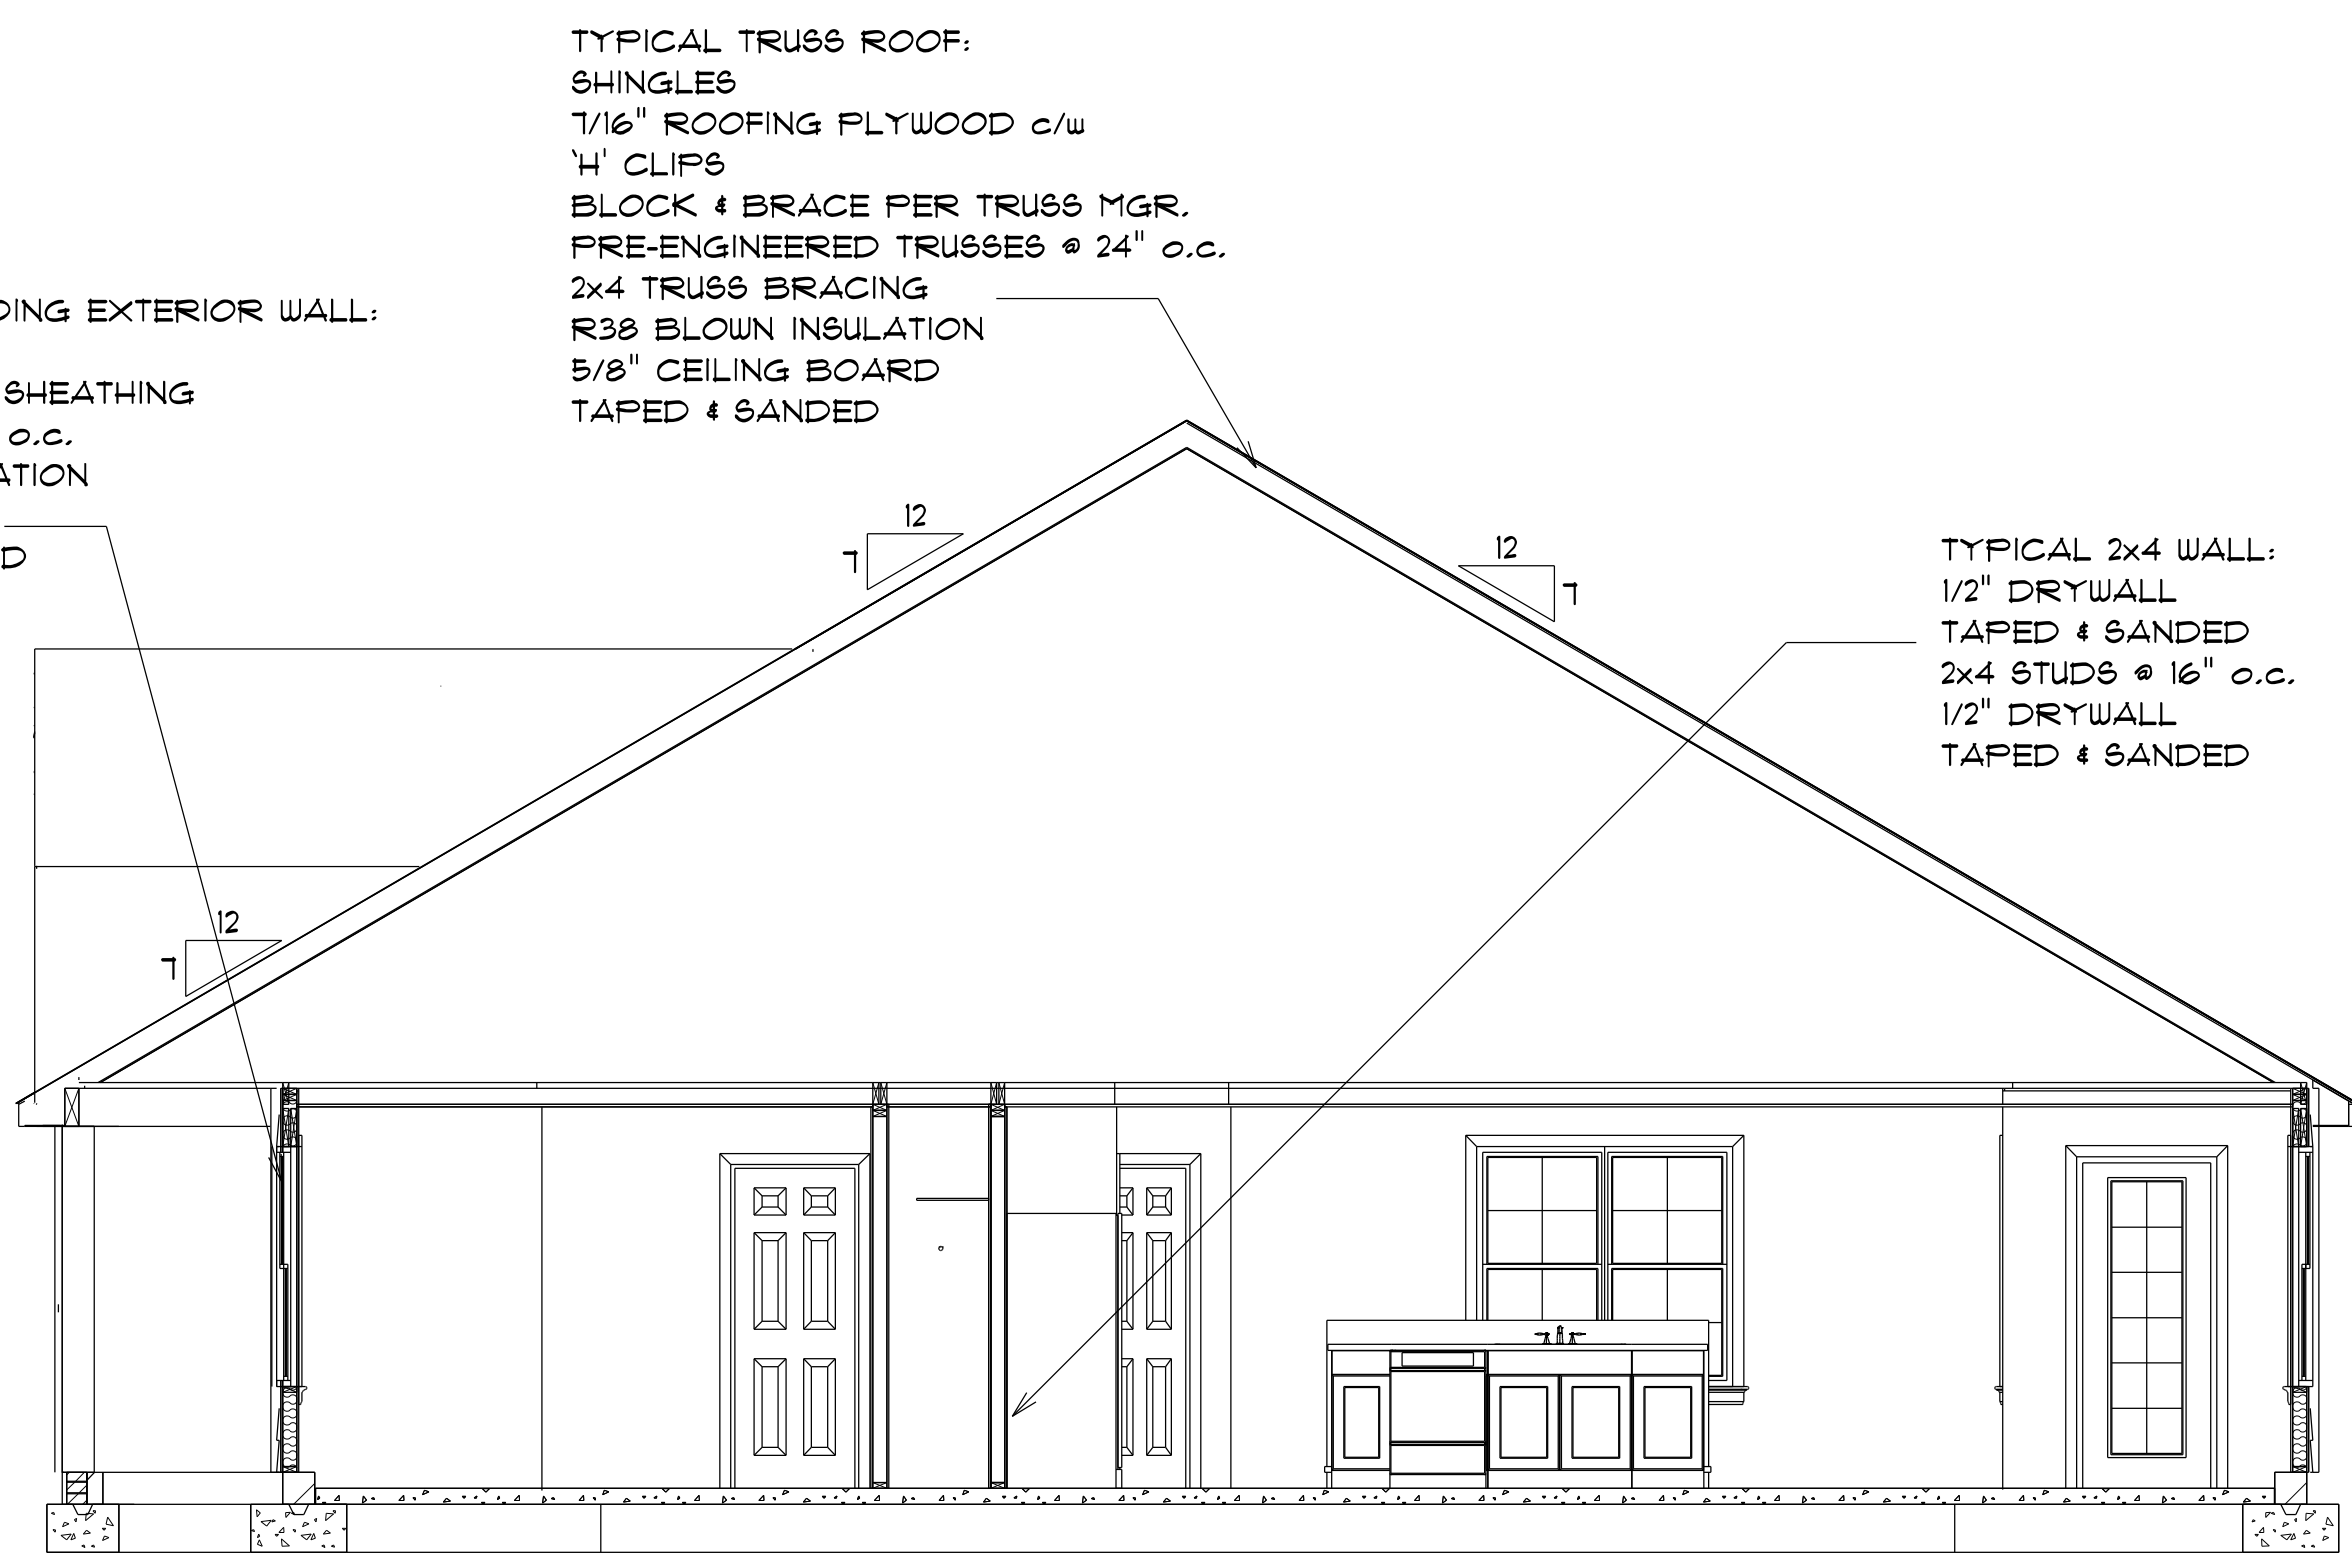 TYPICAL TRUSS ROOF:
SHINGLES
7/16" ROOFING PLYWOOD c/w
'H' CLIPS
BLOCK & BRACE PER TRUSS MGR.
PRE-ENGINEERED TRUSSES @ 24" o.c.
2x4 TRUSS BRACING
R38 BLOWN INSULATION
5/8" CEILING BOARD
TAPED & SANDED
DING EXTERIOR WALL:
SHEATHING
o.c.
ATION
D
12
7
12
7
TYPICAL 2x4 WALL:
1/2" DRYWALL
TAPED & SANDED
2x4 STUDS @ 16" o.c.
1/2" DRYWALL
TAPED & SANDED
12
7